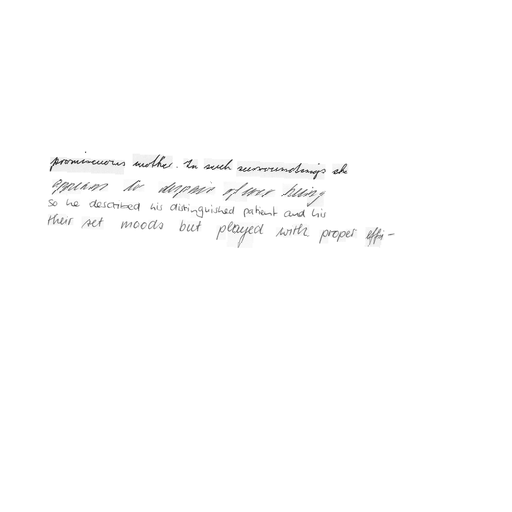 promiscuous mother. In such surroundings she
appears to despair of ever being
So he described his distinguished patient and his
their set moods but played with proper effi-